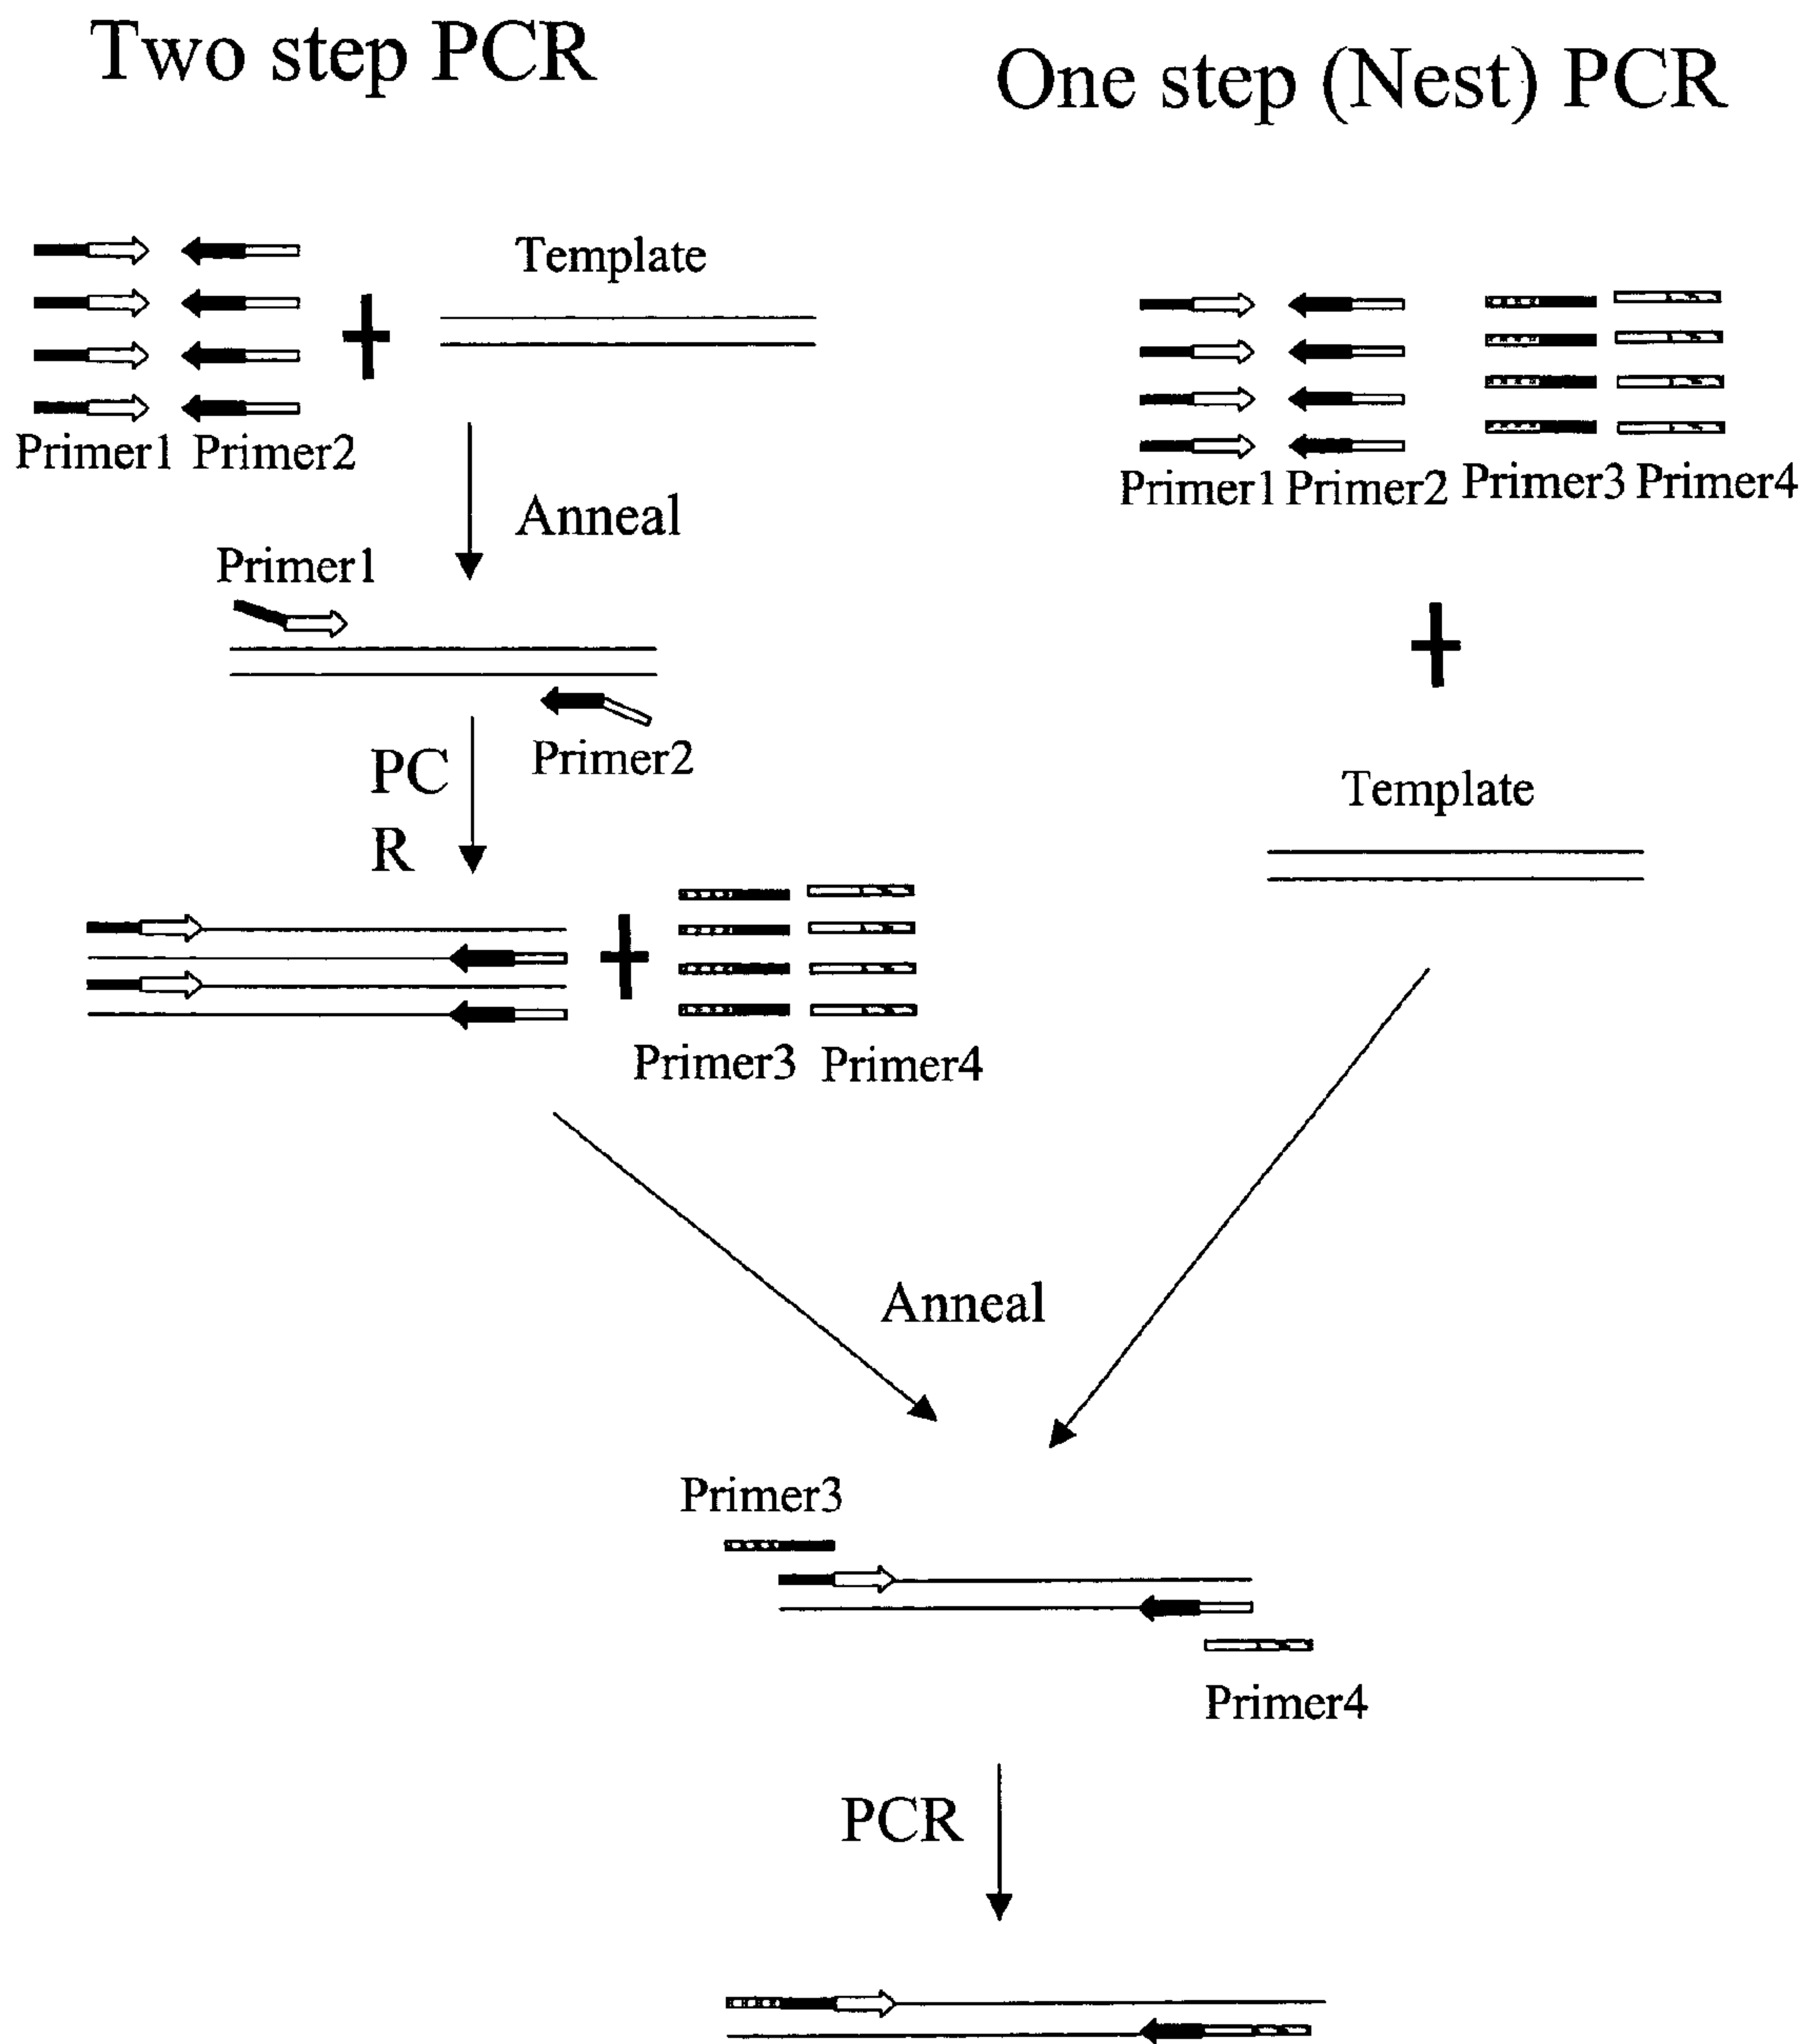 Two step PCR
One step (Nest) PCR
Template
Primer1 Primer2
Primer1 Primer2 Primer3 Primer4
Anneal
Primer1
PC
R
Primer2
Template
Primer3 Primer4
Anneal
Primer3
Primer4
PCR